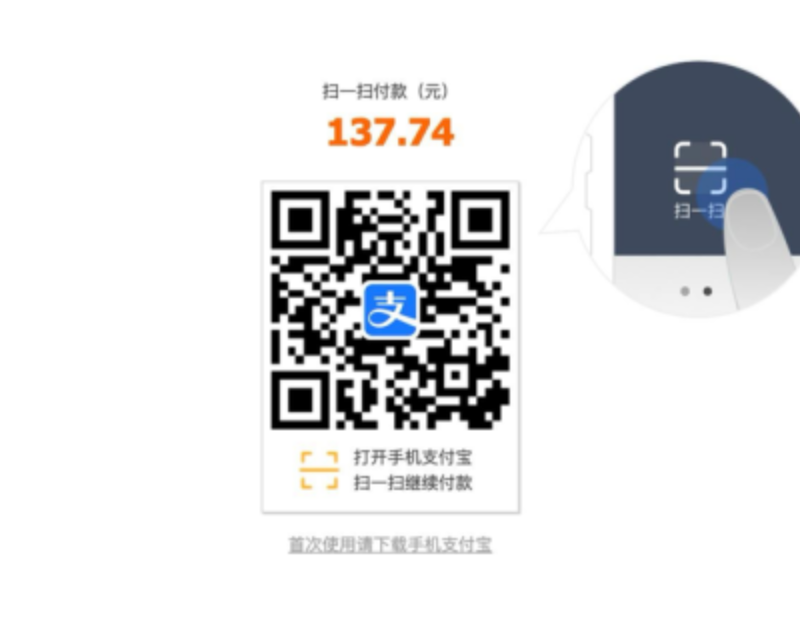 扫一扫付款（元）
137.74
支
扫一扫
打开手机支付宝
扫一扫继续付款
首次使用请下载手机支付宝